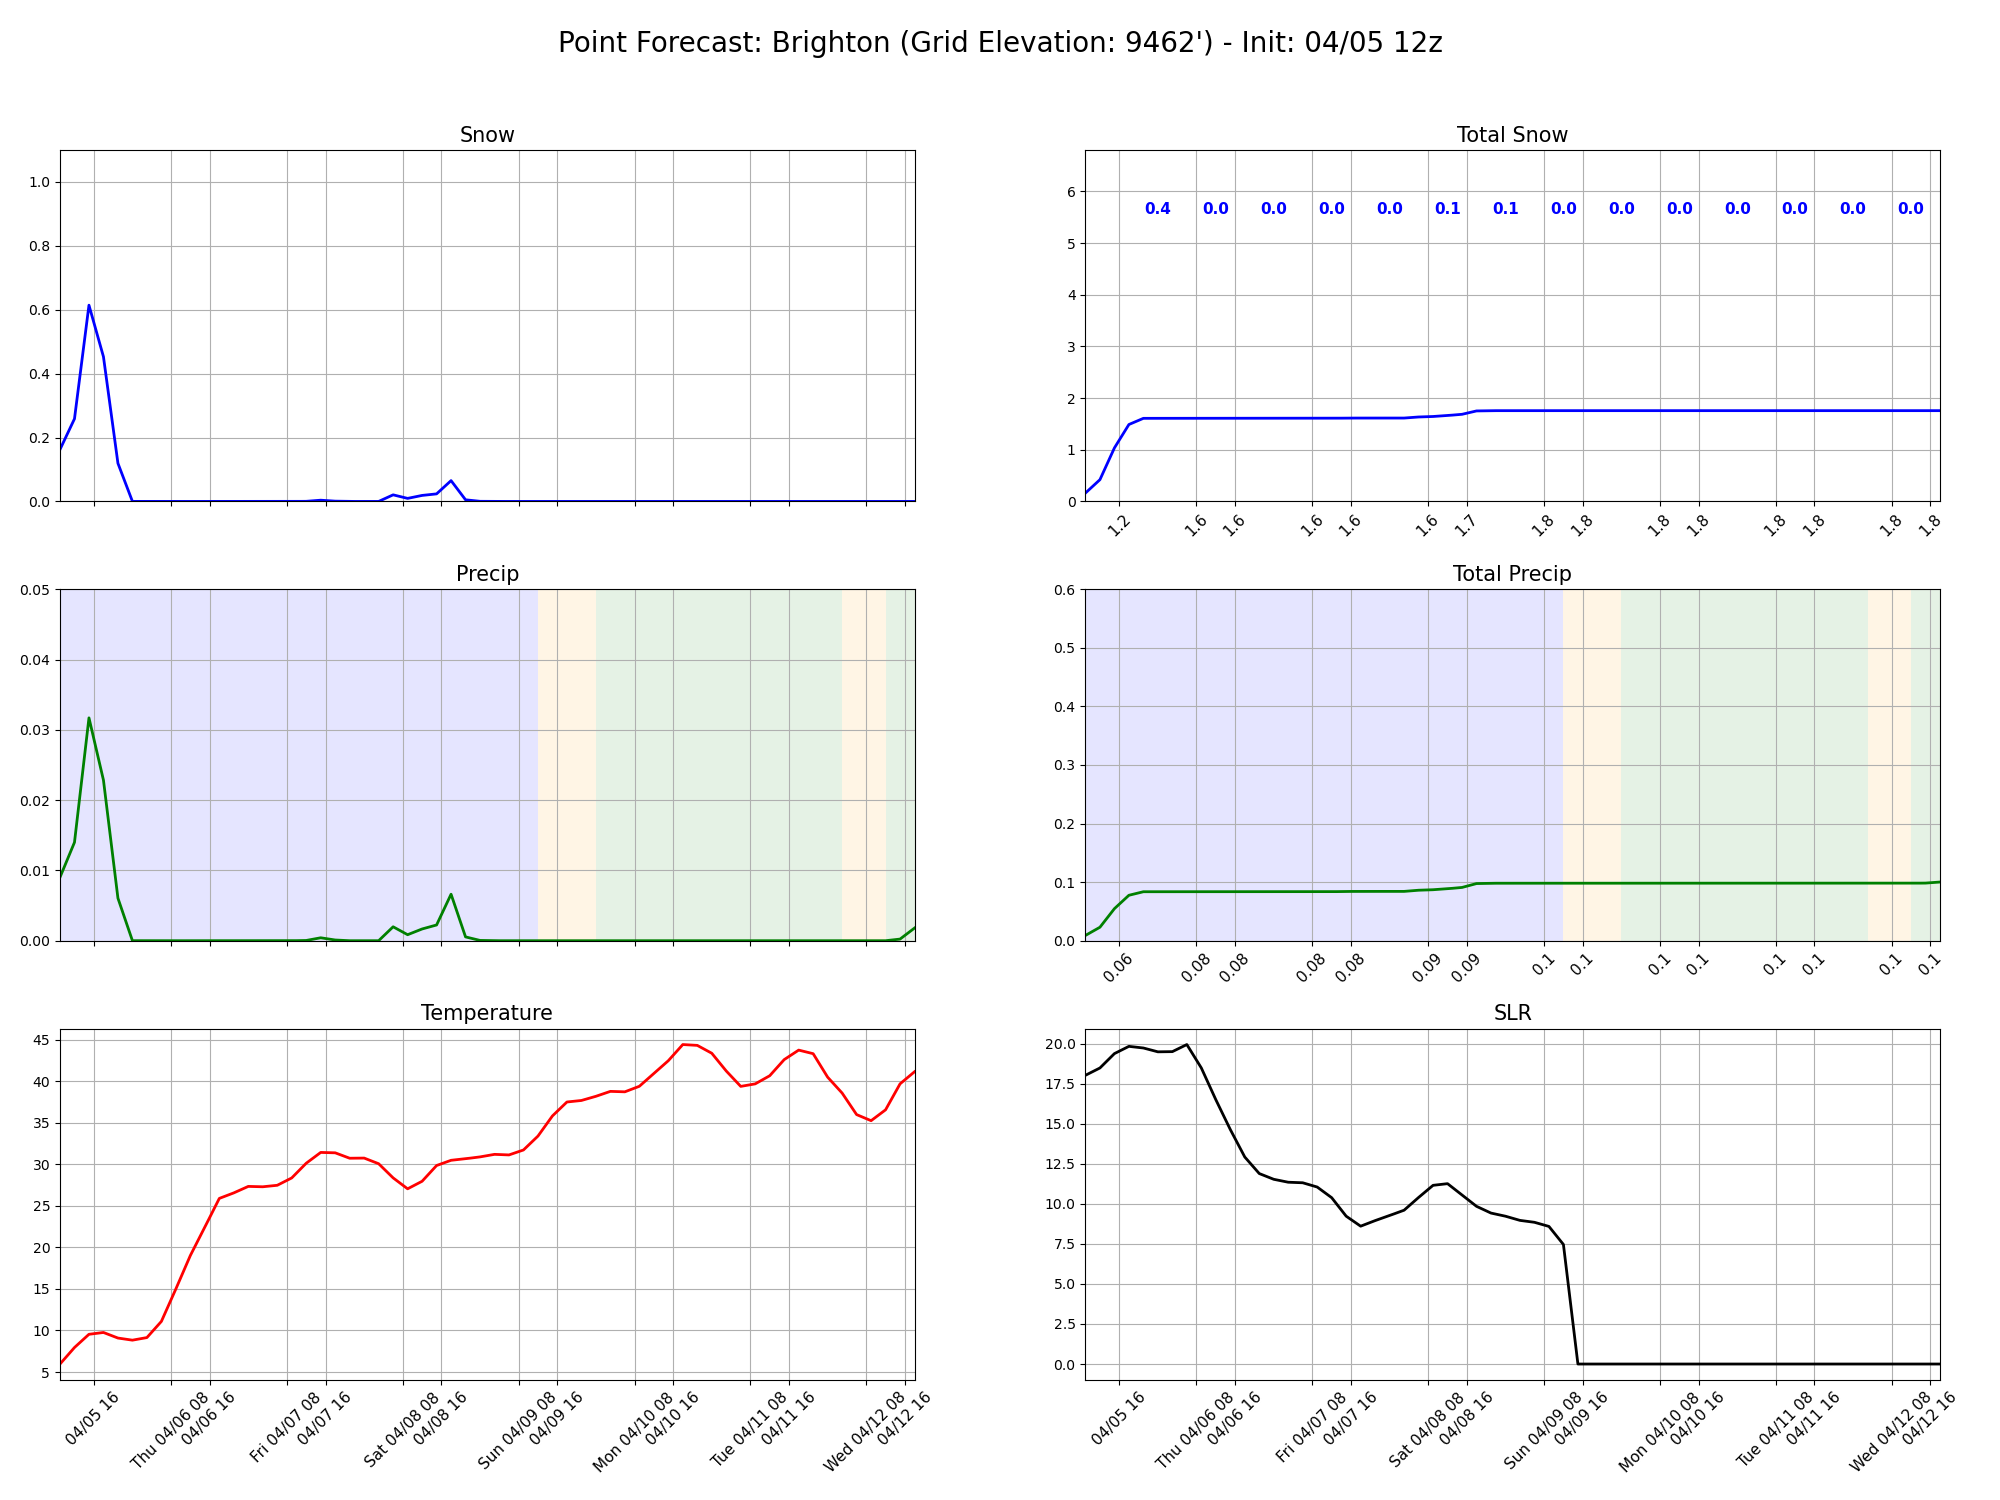 Point Forecast: Brighton (Grid Elevation: 9462') - Init: 04/05 12z
Snow
1.0
0.8
0.6
0.4
0.2
0.0
Total Snow
6
5
4
3
2
1
0
0.4 0.0 0.0 0.0 0.0 0.1 0.1 0.0 0.0 0.0 0.0 0.0 0.0 0.0
1.2 1.6 1.6 1.6 1.6 1.6 1.7 1.8 1.8 1.8 1.8 1.8 1.8 1.8 1.8
Precip
0.05
0.04
0.03
0.02
0.01
0.00
Total Precip
0.6
0.5
0.4
0.3
0.2
0.1
0.0
0.06 0.08 0.08 0.08 0.08 0.09 0.09 0.1 0.1 0.1 0.1 0.1 0.1 0.1 0.1
Temperature
45
40
35
30
25
20
15
10
5
04/05 16
Thu 04/06 08
04/06 16
Fri 04/07 08
04/07 16
Sat 04/08 08
04/08 16
Sun 04/09 08
04/09 16
Mon 04/10 08
04/10 16
Tue 04/11 08
04/11 16
Wed 04/12 08
04/12 16
SLR
20.0
17.5
15.0
12.5
10.0
7.5
5.0
2.5
0.0
04/05 16
Thu 04/06 08
04/06 16
Fri 04/07 08
04/07 16
Sat 04/08 08
04/08 16
Sun 04/09 08
04/09 16
Mon 04/10 08
04/10 16
Tue 04/11 08
04/11 16
Wed 04/12 08
04/12 16